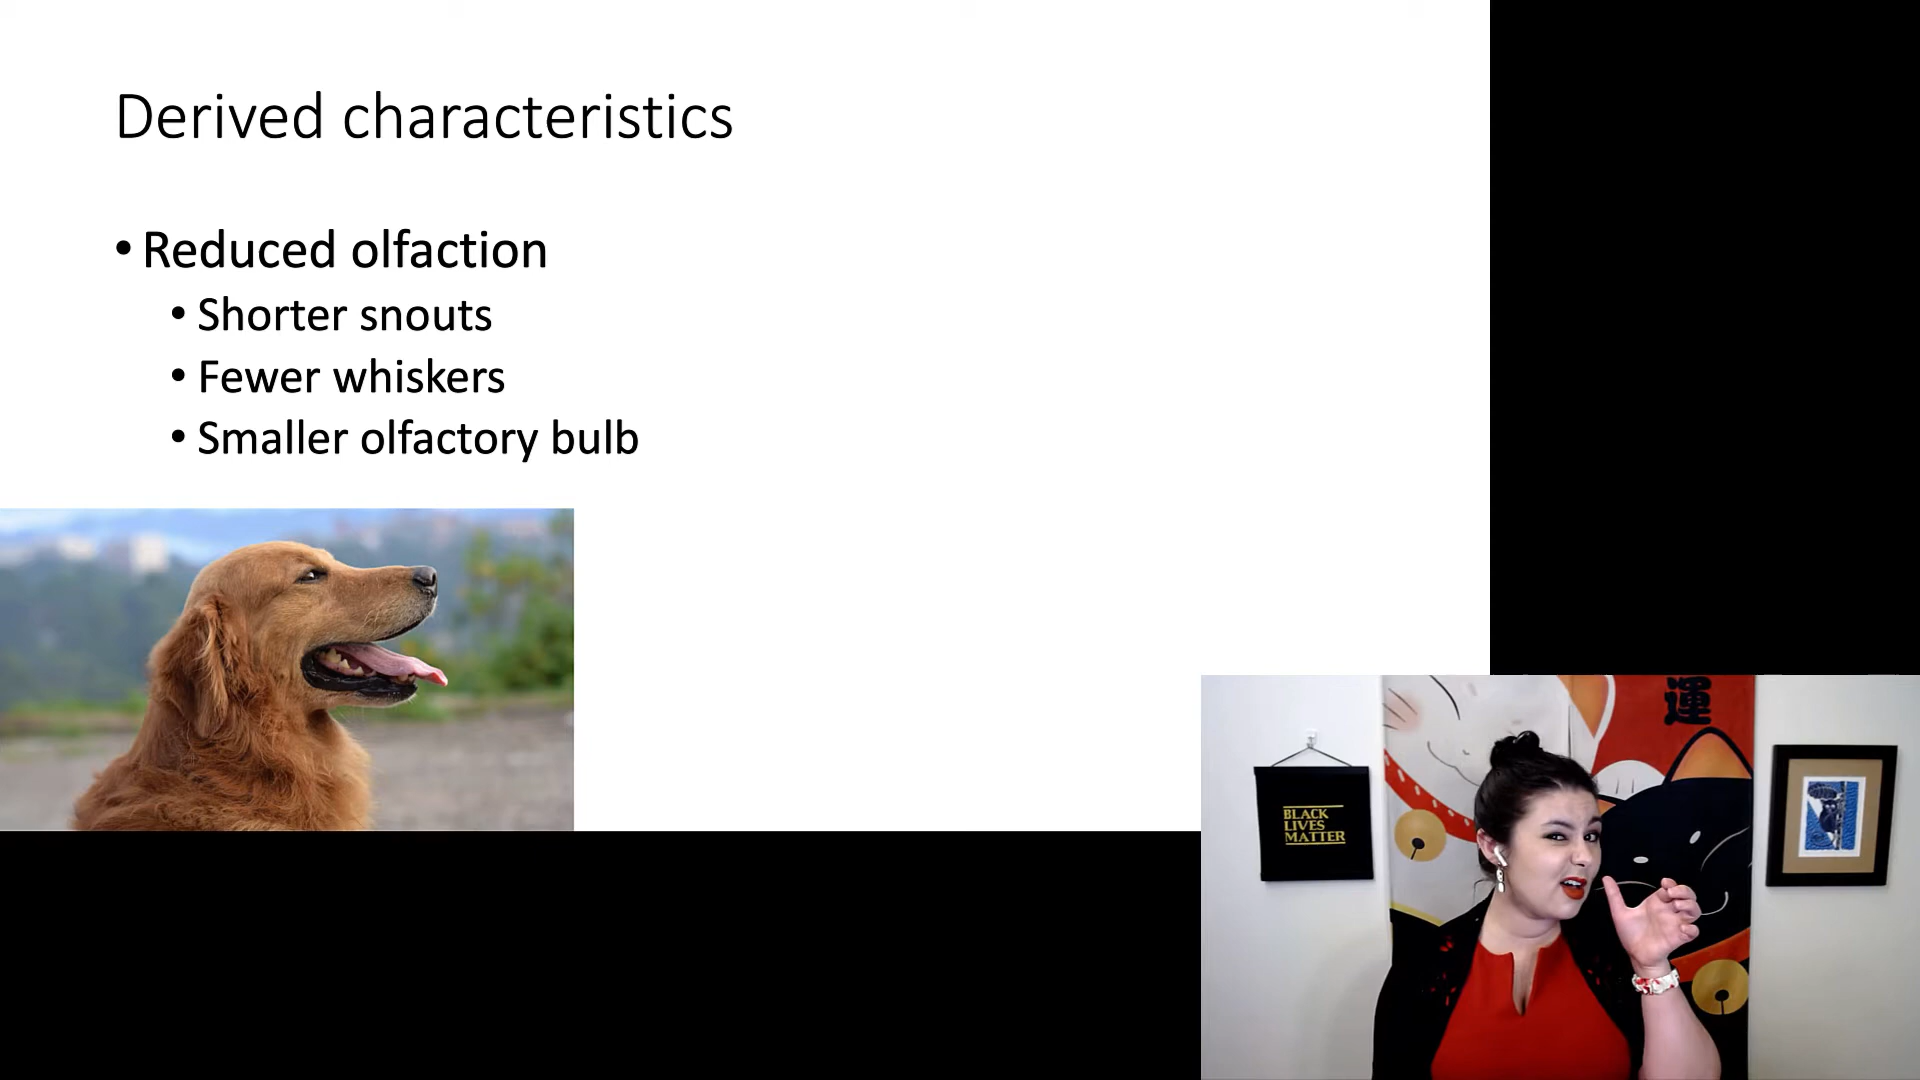 Derived characteristics
• Reduced olfaction
• Shorter snouts
• Fewer whiskers
• Smaller olfactory bulb
運
BLACK
LIVES
MATTER